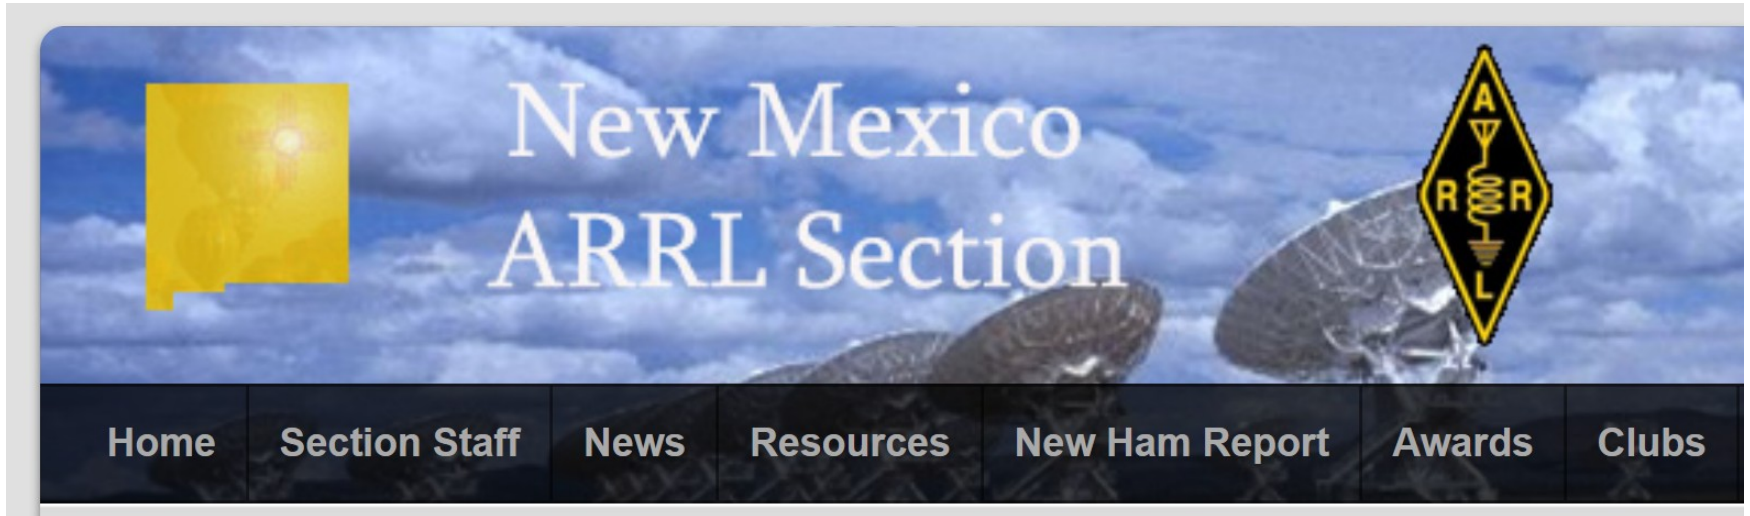 New Mexico
ARRL Section
A
R R
L
Home Section Staff News Resources New Ham Report Awards Clubs